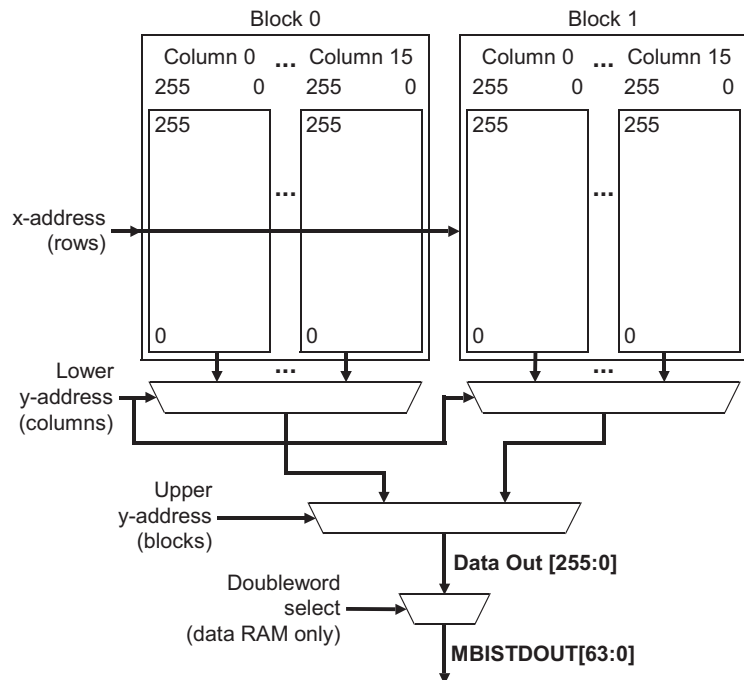 Block 0
Block 1
Column 0 ... Column 15
Column 0 ... Column 15
255 0 255 0
255 0 255 0
255 255
255 255
...
...
x-address
(rows)
0 0
0 0
...
...
Lower
y-address
(columns)
Upper
y-address
(blocks)
Data Out [255:0]
Doubleword
select
(data RAM only)
MBISTDOUT[63:0]